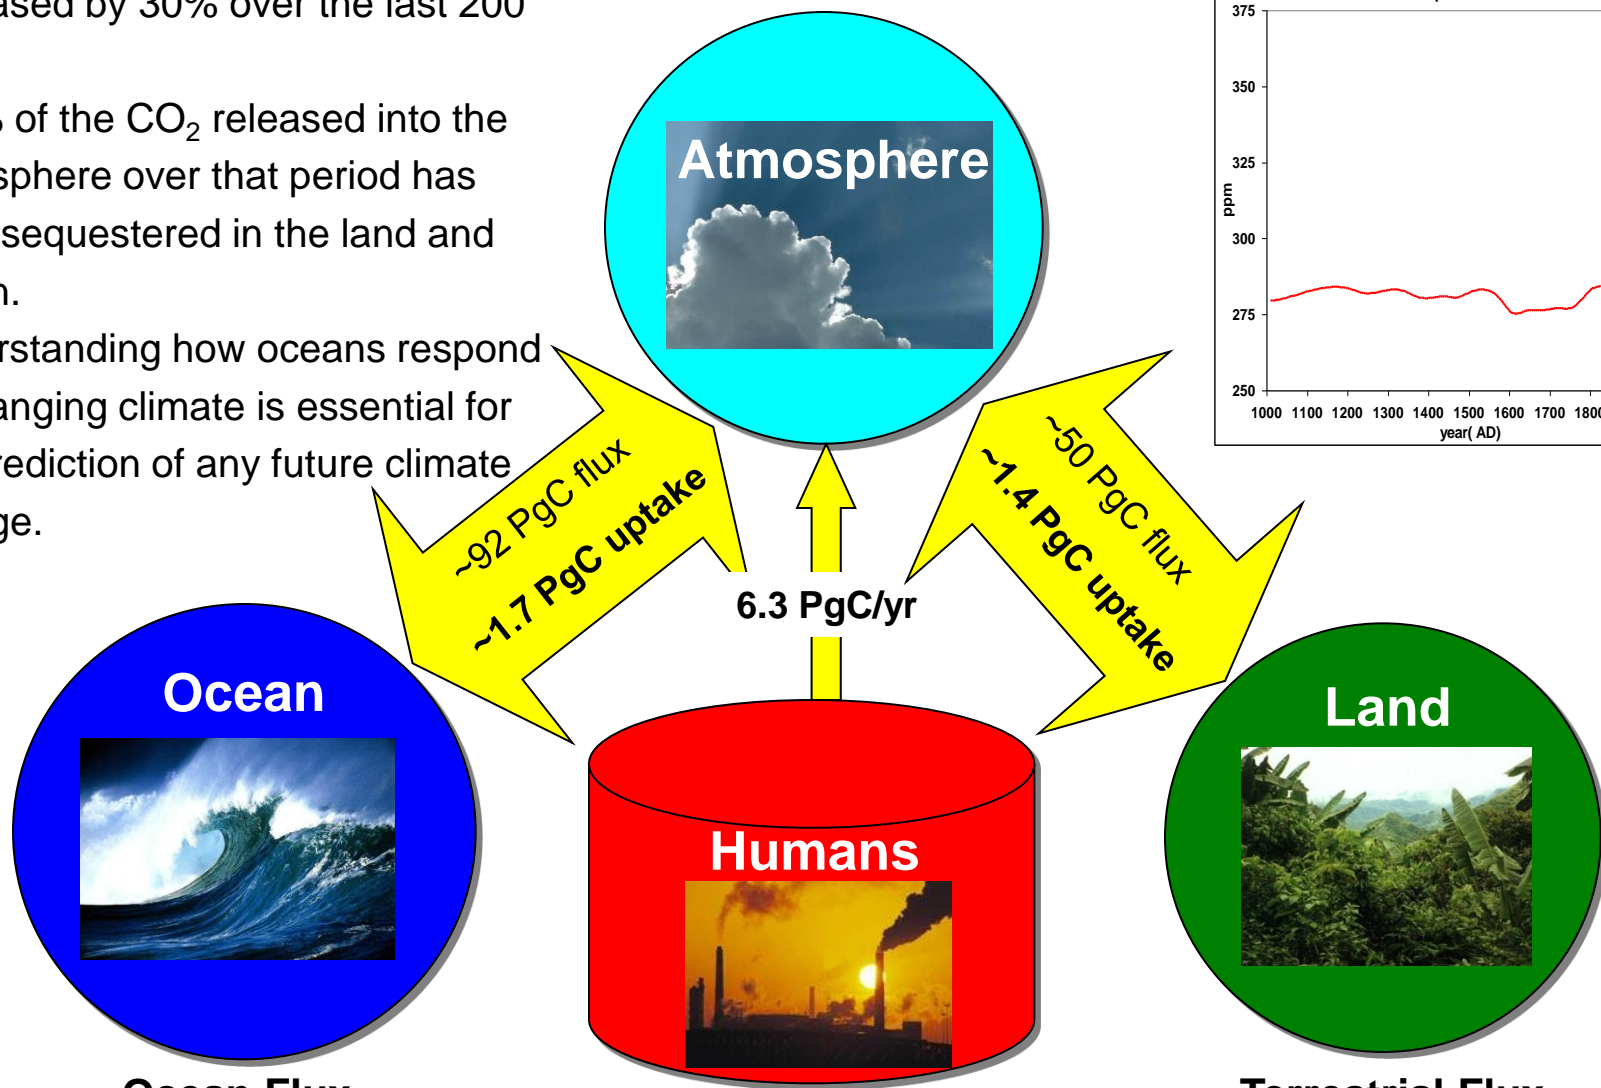 ased by 30% over the last 200
% of the CO₂ released into the
sphere over that period has
sequestered in the land and
n.
rstanding how oceans respond
anging climate is essential for
rediction of any future climate
ge.
375
350
325
300
275
250
ppm
1000 1100 1200 1300 1400 1500 1600 1700 1800
year( AD)
Atmosphere
~92 PgC flux
~1.7 PgC uptake
6.3 PgC/yr
~50 PgC flux
~1.4 PgC uptake
Ocean
Humans
Land
Ocean Flux
Terrestrial Flux